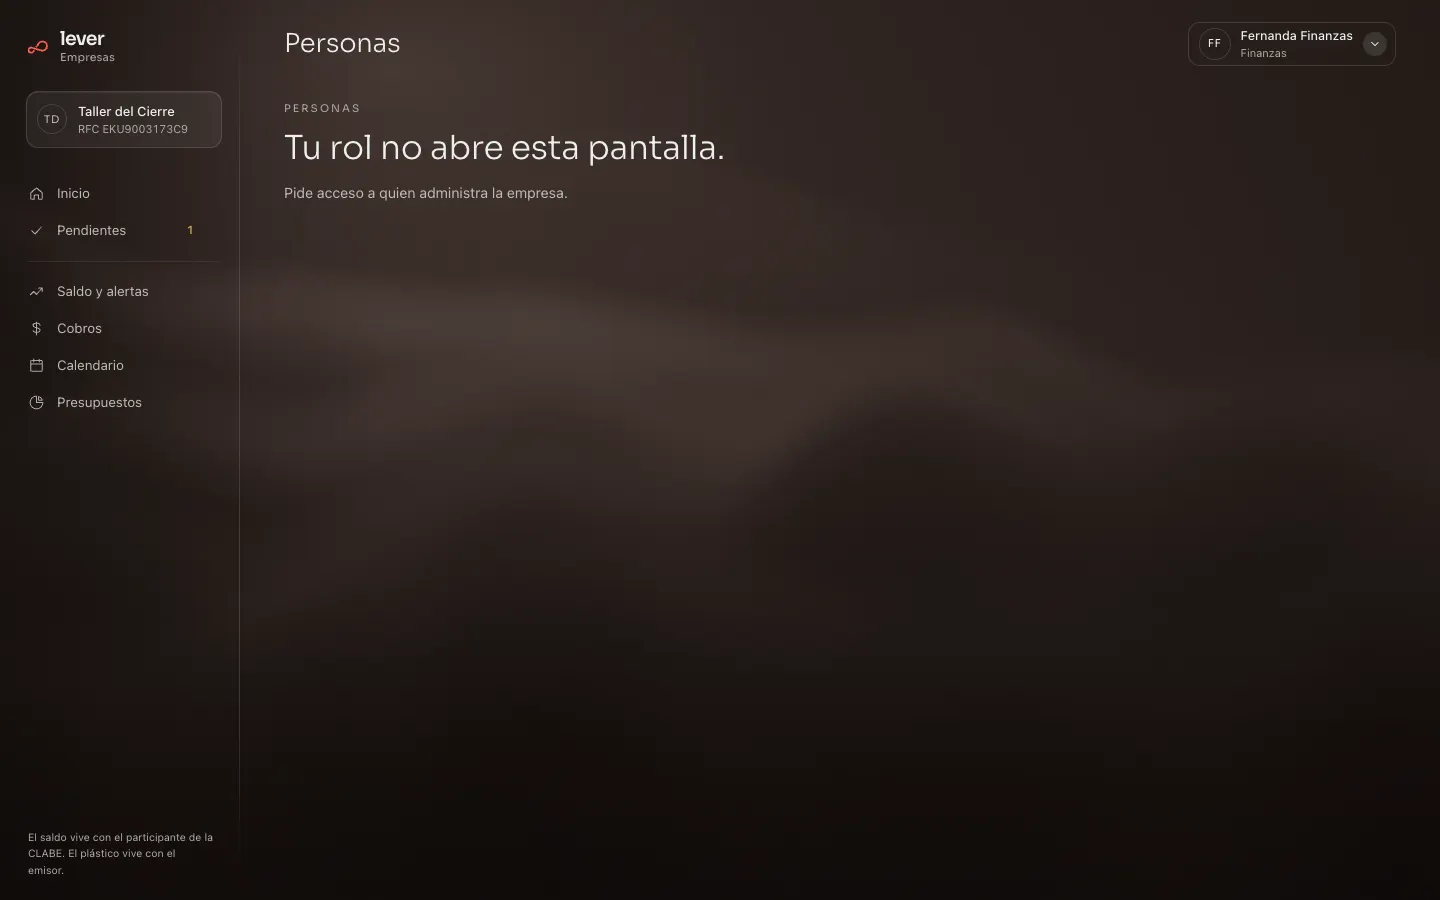 lever
Empresas
Personas
FF
Fernanda Finanzas
Finanzas
TD
Taller del Cierre
RFC EKU9003173C9
PERSONAS
Tu rol no abre esta pantalla.
Pide acceso a quien administra la empresa.
Inicio
Pendientes 1
Saldo y alertas
Cobros
Calendario
Presupuestos
El saldo vive con el participante de la
CLABE. El plástico vive con el
emisor.